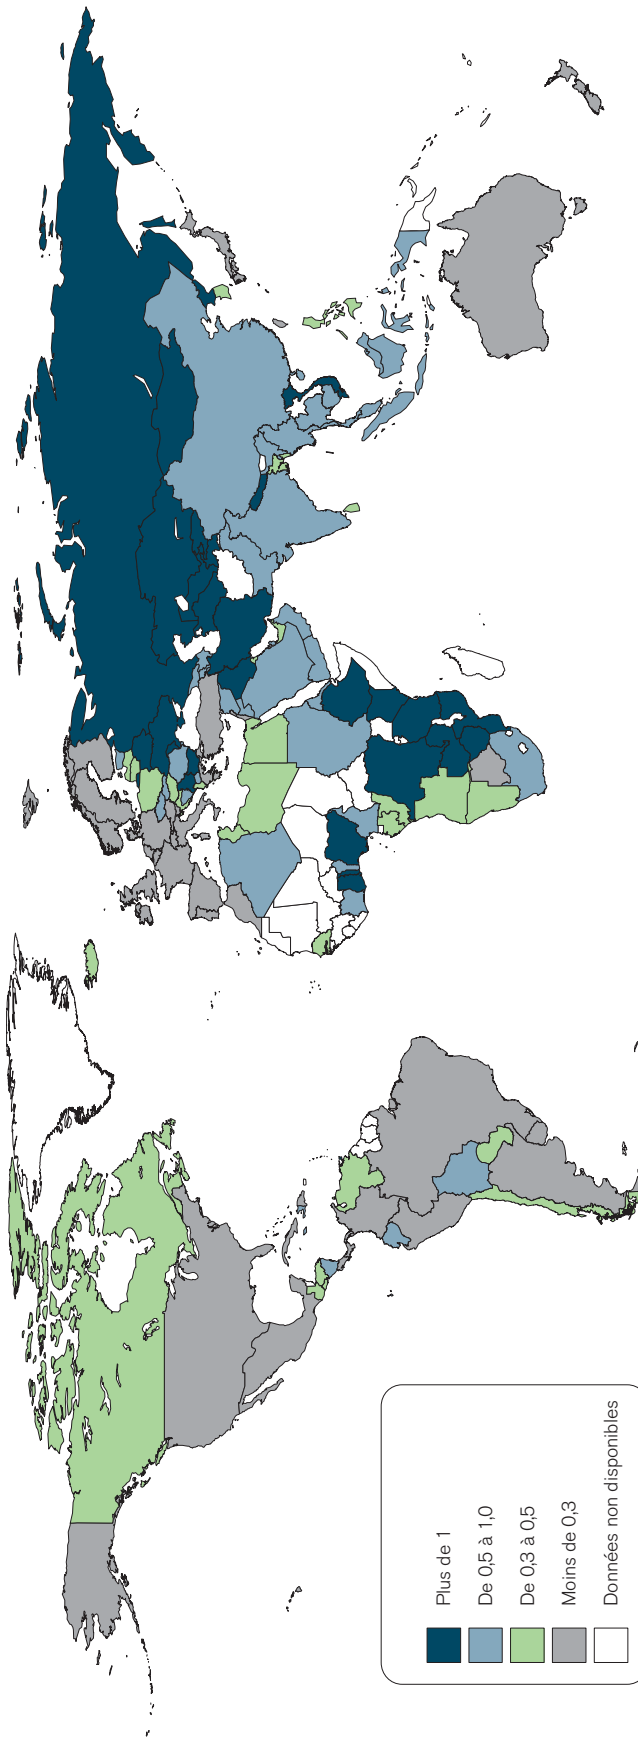 Plus de 1
De 0,5 à 1,0
De 0,3 à 0,5
Moins de 0,3
Données non disponibles